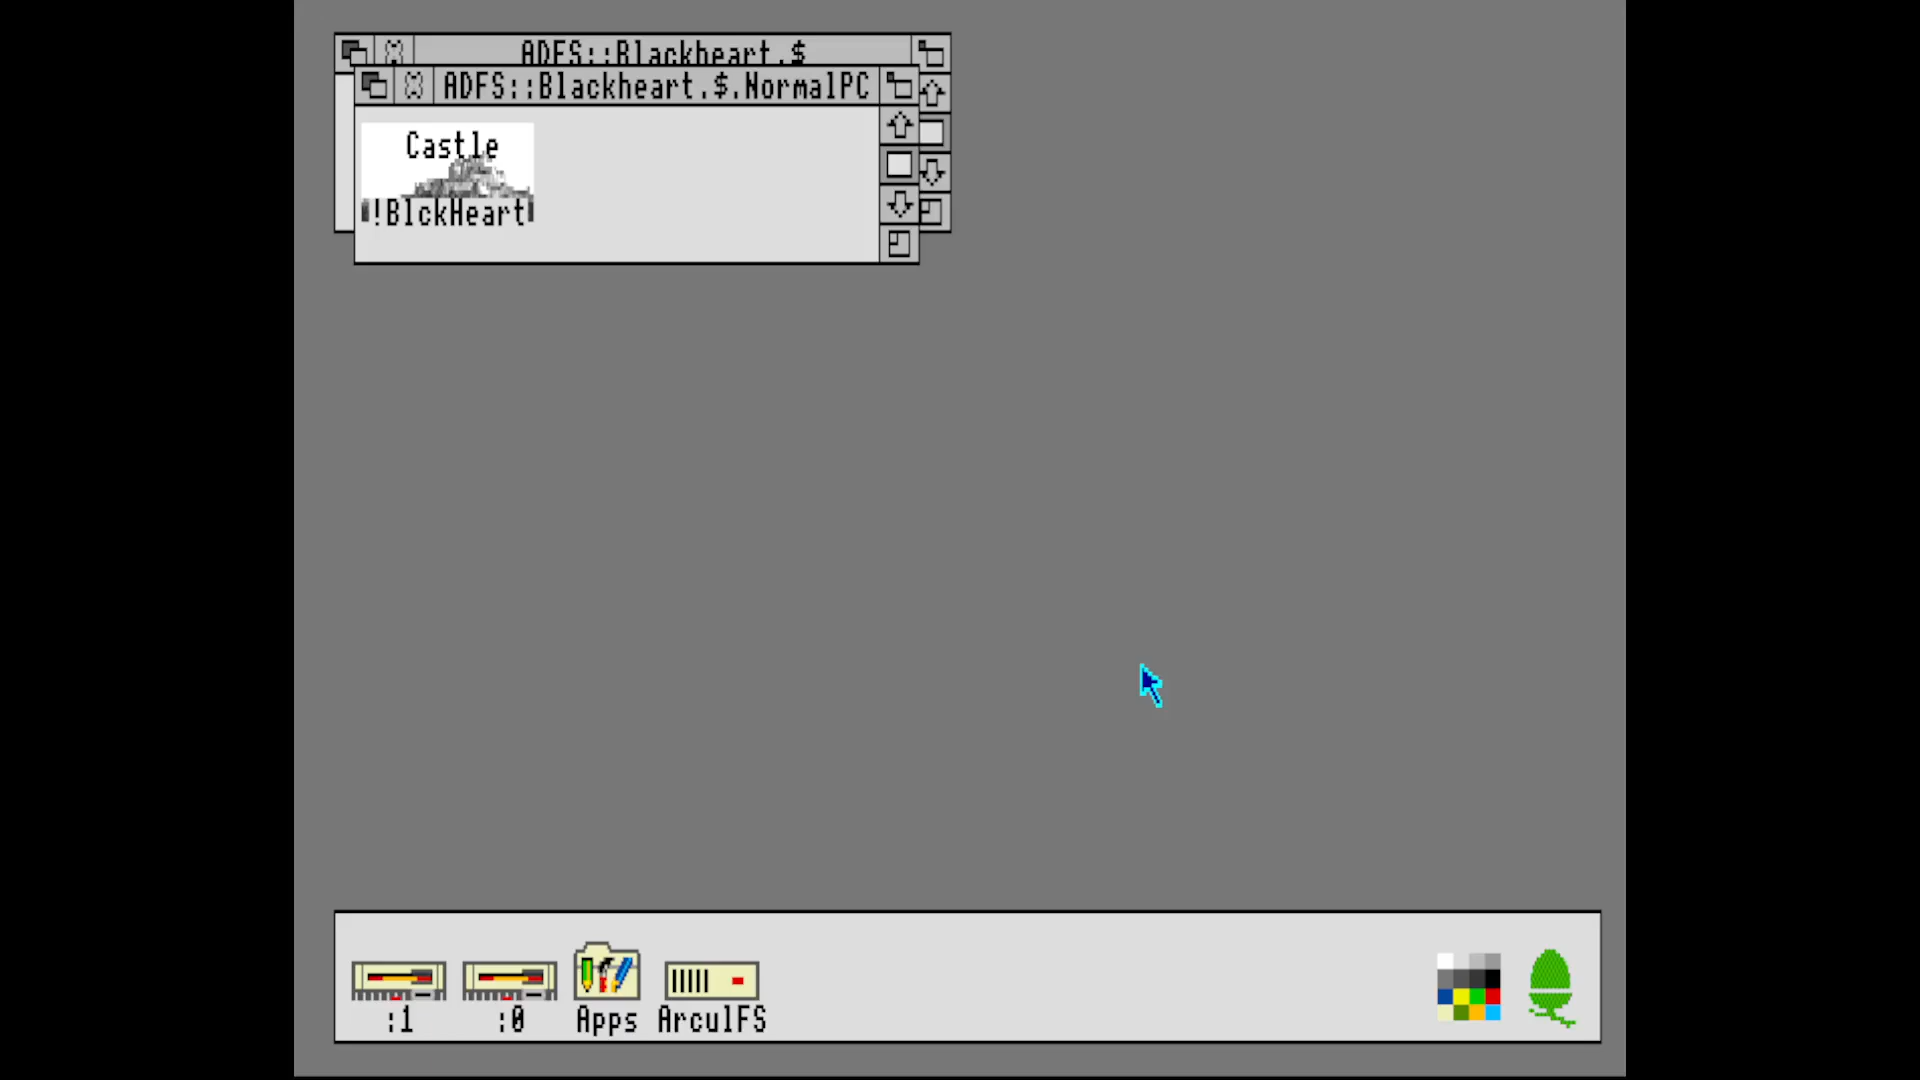 ADFS::Blackheart.$
ADFS::Blackheart.$.NormalPC
Castle
!BlckHeart
:1
:0
Apps
ArculFS